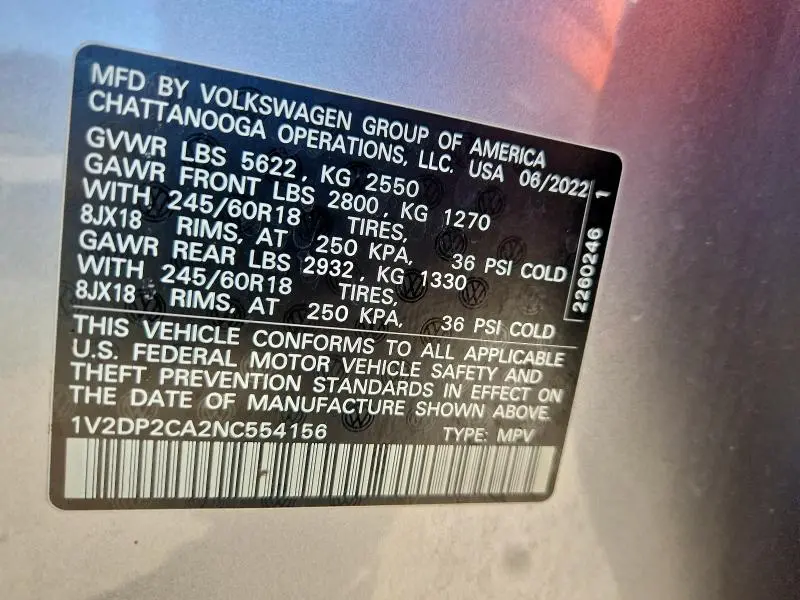 MFD BY VOLKSWAGEN GROUP OF AMERICA
CHATTANOOGA OPERATIONS, LLC. USA 06/2022
GVWR LBS 5622, KG 2550
GAWR FRONT LBS 2800, KG 1270
WITH 245/60R18 TIRES,
8JX18 RIMS, AT 250 KPA, 36 PSI COLD
GAWR REAR LBS 2932, KG 1330
WITH 245/60R18 TIRES,
8JX18 RIMS, AT 250 KPA, 36 PSI COLD
2260246 1
THIS VEHICLE CONFORMS TO ALL APPLICABLE
U.S. FEDERAL MOTOR VEHICLE SAFETY AND
THEFT PREVENTION STANDARDS IN EFFECT ON
THE DATE OF MANUFACTURE SHOWN ABOVE.
1V2DP2CA2NC554156 TYPE: MPV